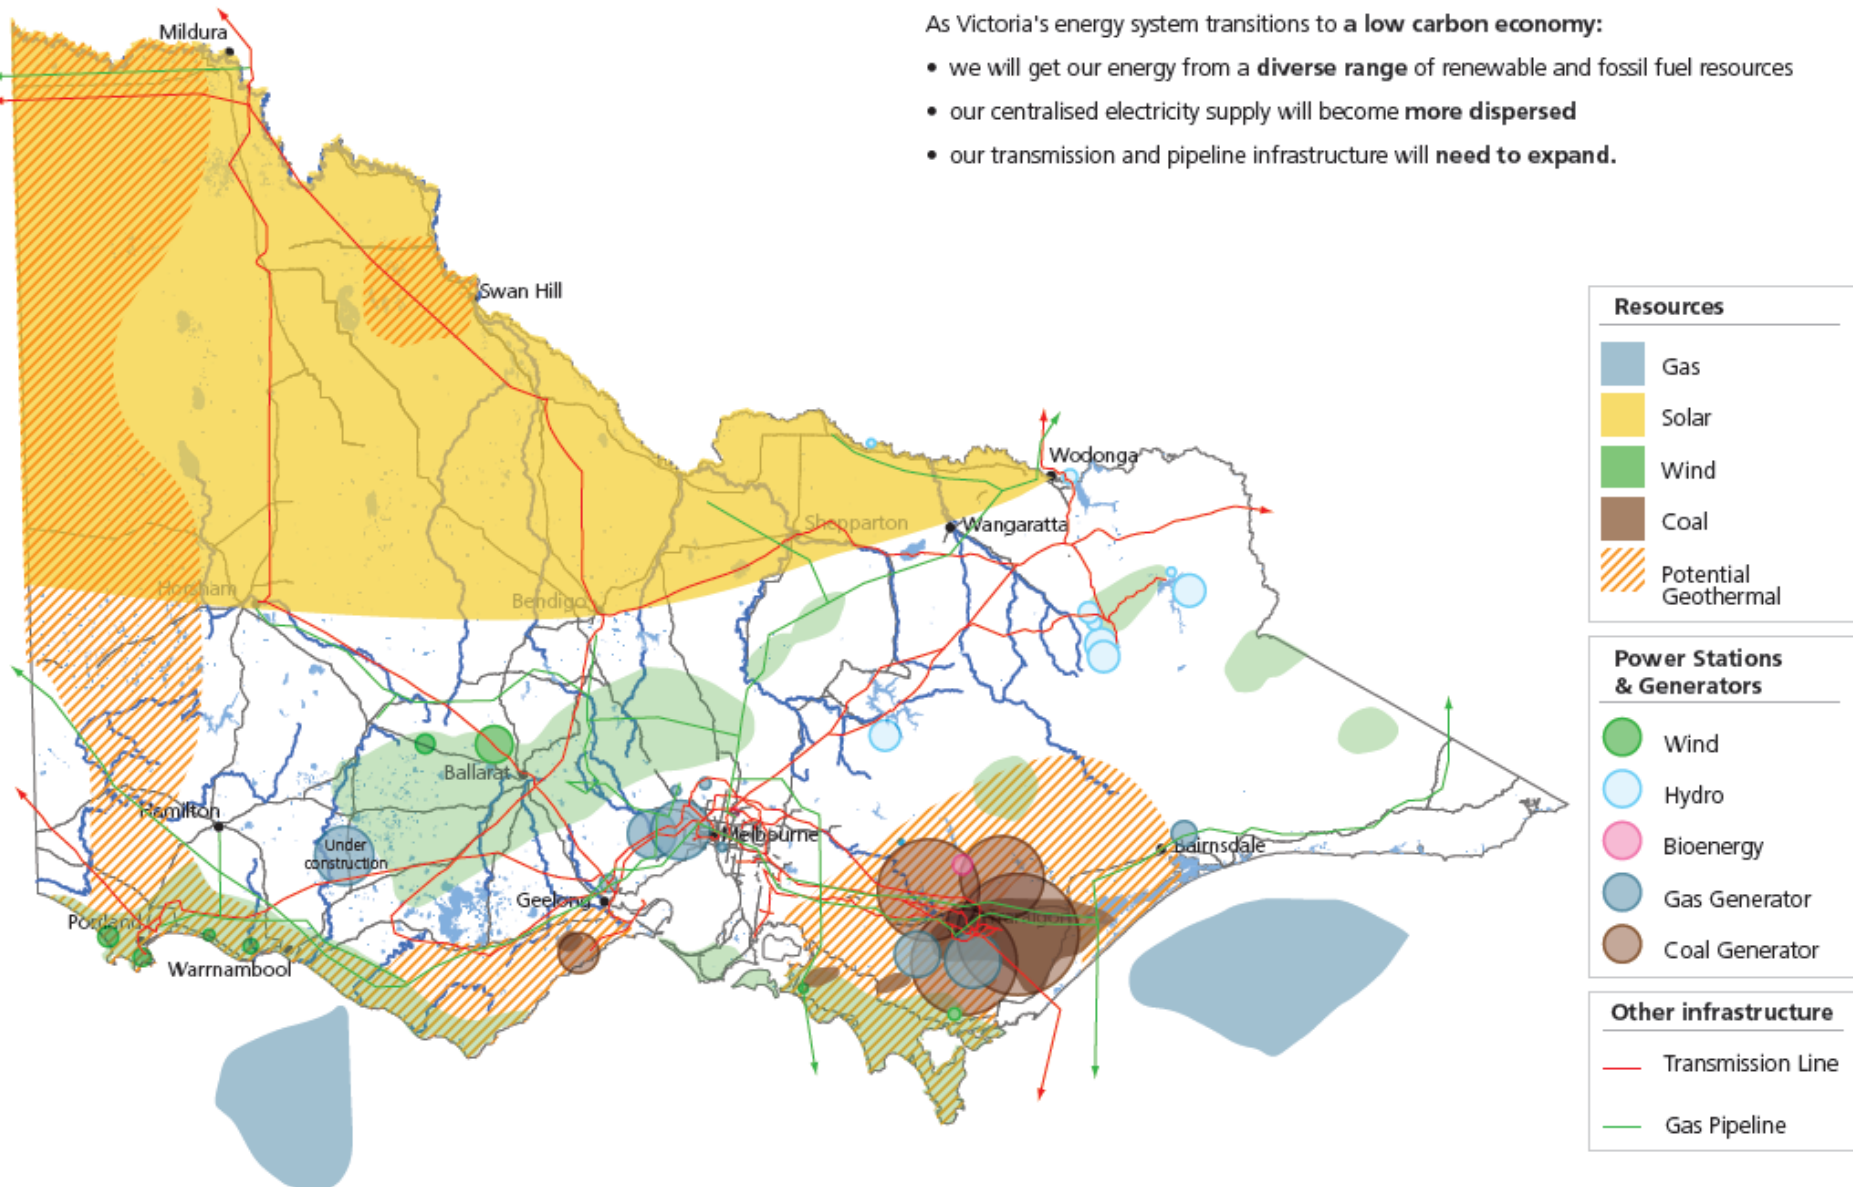 As Victoria's energy system transitions to a low carbon economy:
• we will get our energy from a diverse range of renewable and fossil fuel resources
• our centralised electricity supply will become more dispersed
• our transmission and pipeline infrastructure will need to expand.
Mildura
Swan Hill
Wodonga
Shepparton
Wangaratta
Horsham
Bendigo
Ballarat
Hamilton
Under
construction
Melbourne
Bairnsdale
Geelong
Portland
Warrnambool
Resources
Gas
Solar
Wind
Coal
Potential
Geothermal
Power Stations
& Generators
Wind
Hydro
Bioenergy
Gas Generator
Coal Generator
Other infrastructure
Transmission Line
Gas Pipeline